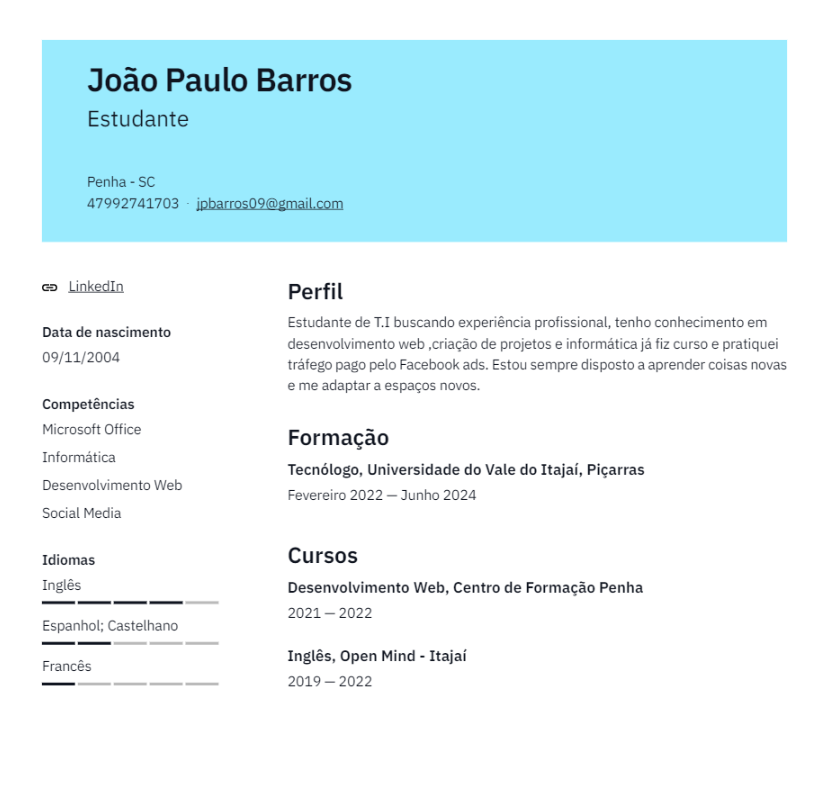 João Paulo Barros
Estudante
Penha - SC
47992741703 · jpbarros09@gmail.com
LinkedIn
Data de nascimento
09/11/2004
Competências
Microsoft Office
Informática
Desenvolvimento Web
Social Media
Idiomas
Inglês
Espanhol; Castelhano
Francês
Perfil
Estudante de T.I buscando experiência profissional, tenho conhecimento em
desenvolvimento web ,criação de projetos e informática já fiz curso e pratiquei
tráfego pago pelo Facebook ads. Estou sempre disposto a aprender coisas novas
e me adaptar a espaços novos.
Formação
Tecnólogo, Universidade do Vale do Itajaí, Piçarras
Fevereiro 2022 — Junho 2024
Cursos
Desenvolvimento Web, Centro de Formação Penha
2021 — 2022
Inglês, Open Mind - Itajaí
2019 — 2022